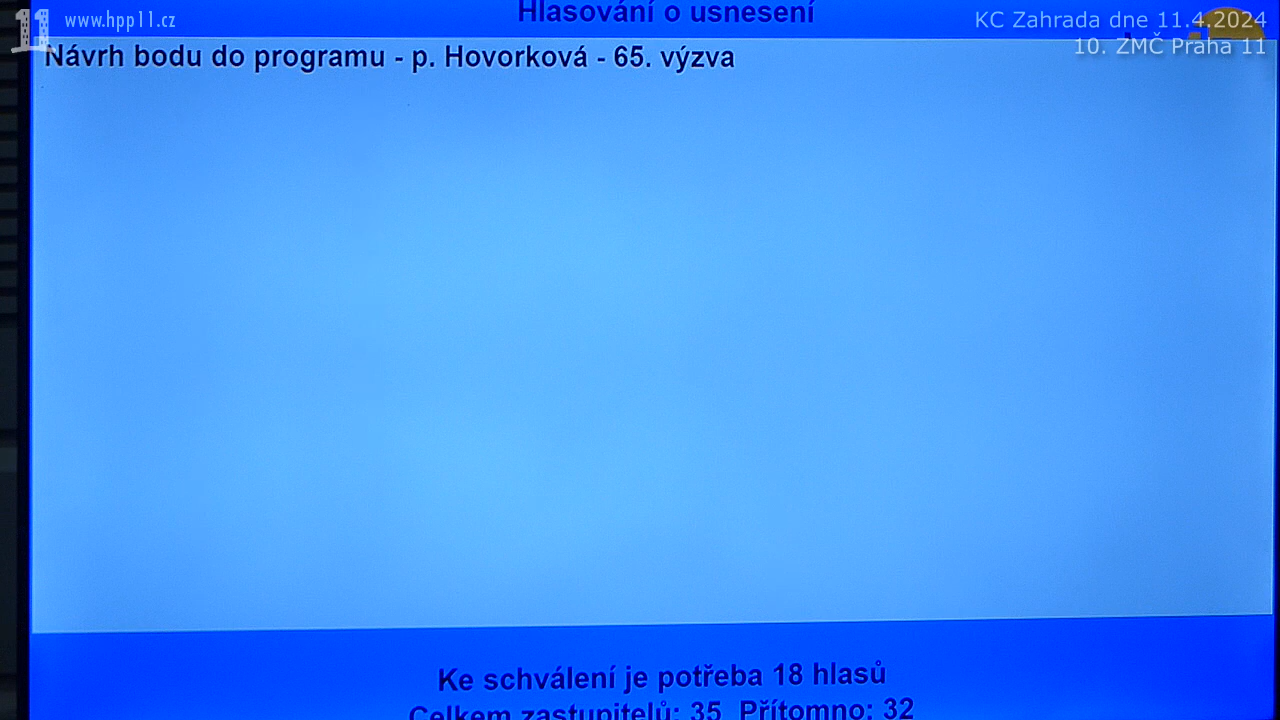 Hlasování o usnesení
11 www.hpp11.cz
KC Zahrada dne 11.4.2024
10. ZMČ Praha 11
Návrh bodu do programu - p. Hovorková - 65. výzva
Ke schválení je potřeba 18 hlasů
Celkem zastupitelů: 35 Přítomno: 32